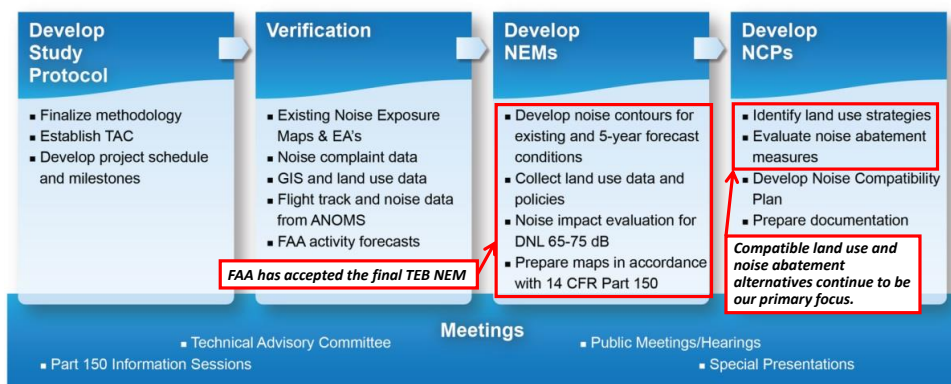 Develop
Study
Protocol
▪ Finalize methodology
▪ Establish TAC
▪ Develop project schedule
and milestones
Verification
▪ Existing Noise Exposure
Maps & EA's
▪ Noise complaint data
▪ GIS and land use data
▪ Flight track and noise data
from ANOMS
▪ FAA activity forecasts
Develop
NEMs
▪ Develop noise contours for
existing and 5-year forecast
conditions
▪ Collect land use data and
policies
▪ Noise impact evaluation for
DNL 65-75 dB
▪ Prepare maps in accordance
with 14 CFR Part 150
FAA has accepted the final TEB NEM
Develop
NCPs
▪ Identify land use strategies
▪ Evaluate noise abatement
measures
▪ Develop Noise Compatibility
Plan
▪ Prepare documentation
Compatible land use and
noise abatement
alternatives continue to be
our primary focus.
Meetings
▪ Technical Advisory Committee
▪ Public Meetings/Hearings
▪ Part 150 Information Sessions
▪ Special Presentations